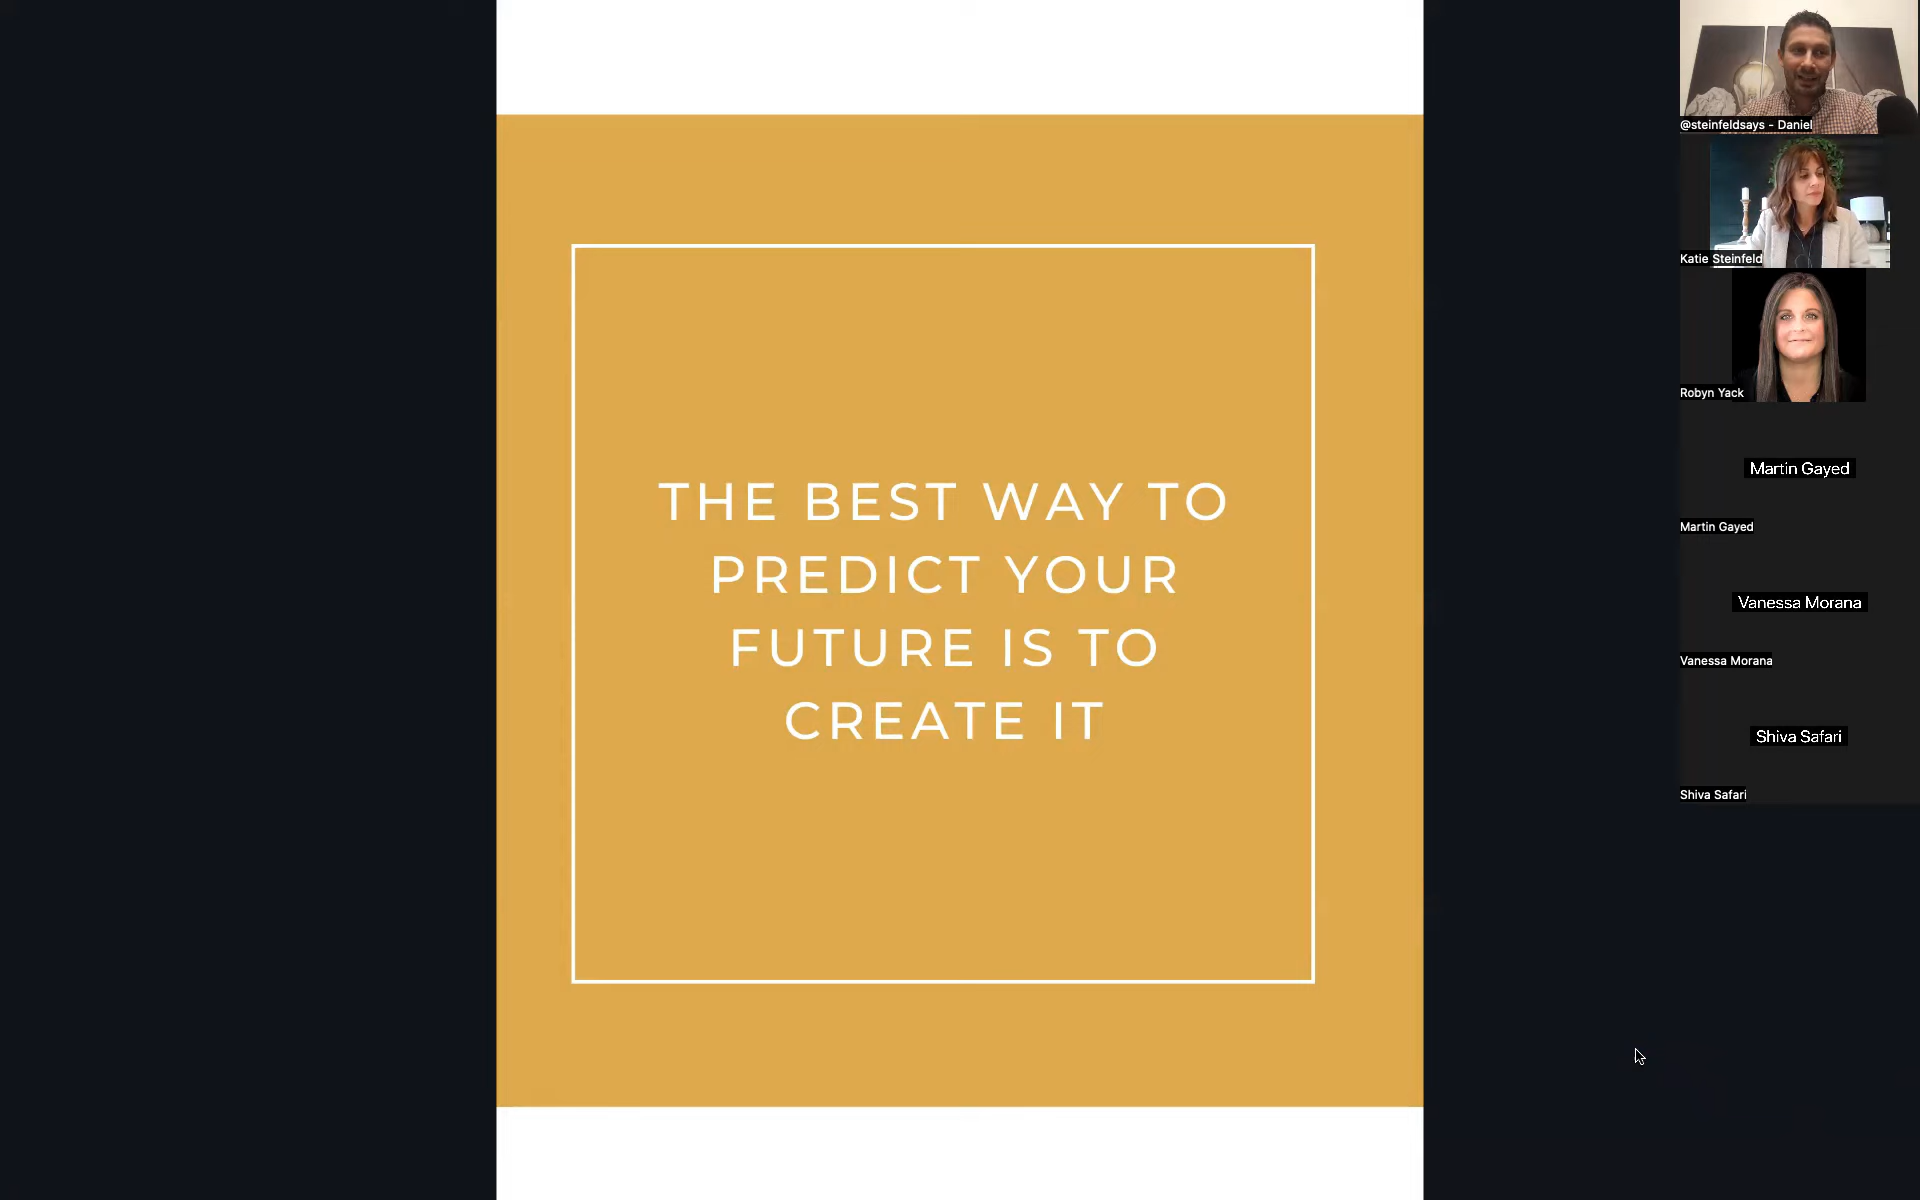 THE BEST WAY TO
PREDICT YOUR
FUTURE IS TO
CREATE IT
@steinfeldsays - Daniel
Katie Steinfeld
Robyn Yack
Martin Gayed
Martin Gayed
Vanessa Morana
Vanessa Morana
Shiva Safari
Shiva Safari